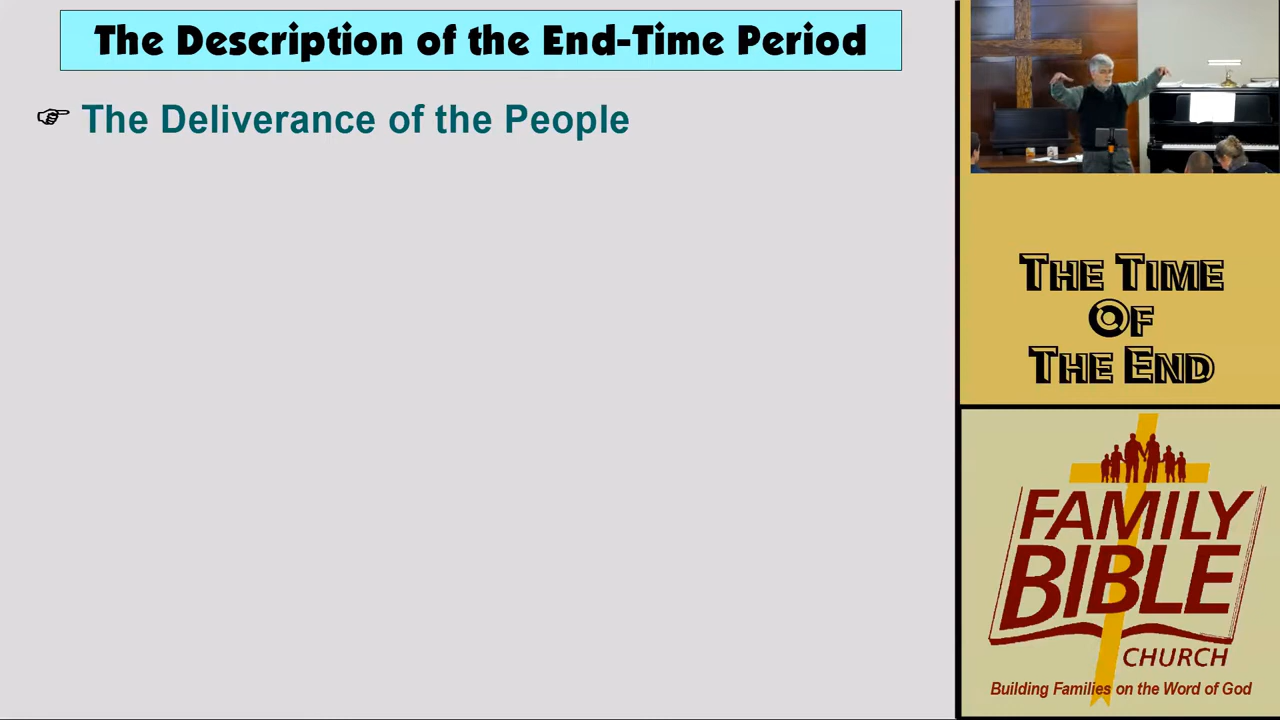 The Description of the End-Time Period
☞ The Deliverance of the People
THE TIME
OF
THE END
FAMILY
BIBLE
CHURCH
Building Families on the Word of God